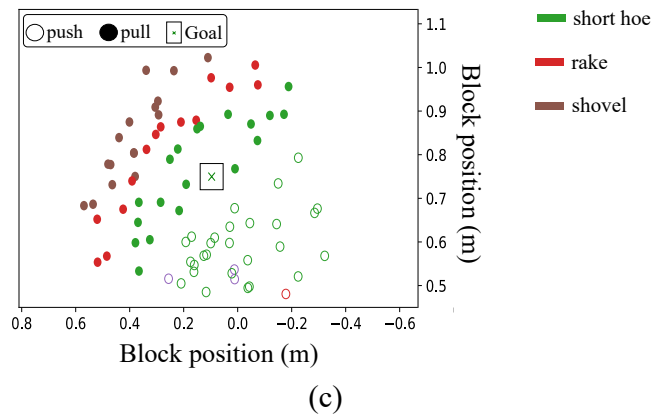 push pull Goal
short hoe
rake
shovel
1.1
1.0
0.9
0.8
0.7
0.6
0.5
Block position (m)
0.8 0.6 0.4 0.2 0.0 −0.2 −0.4 −0.6
Block position (m)
(c)